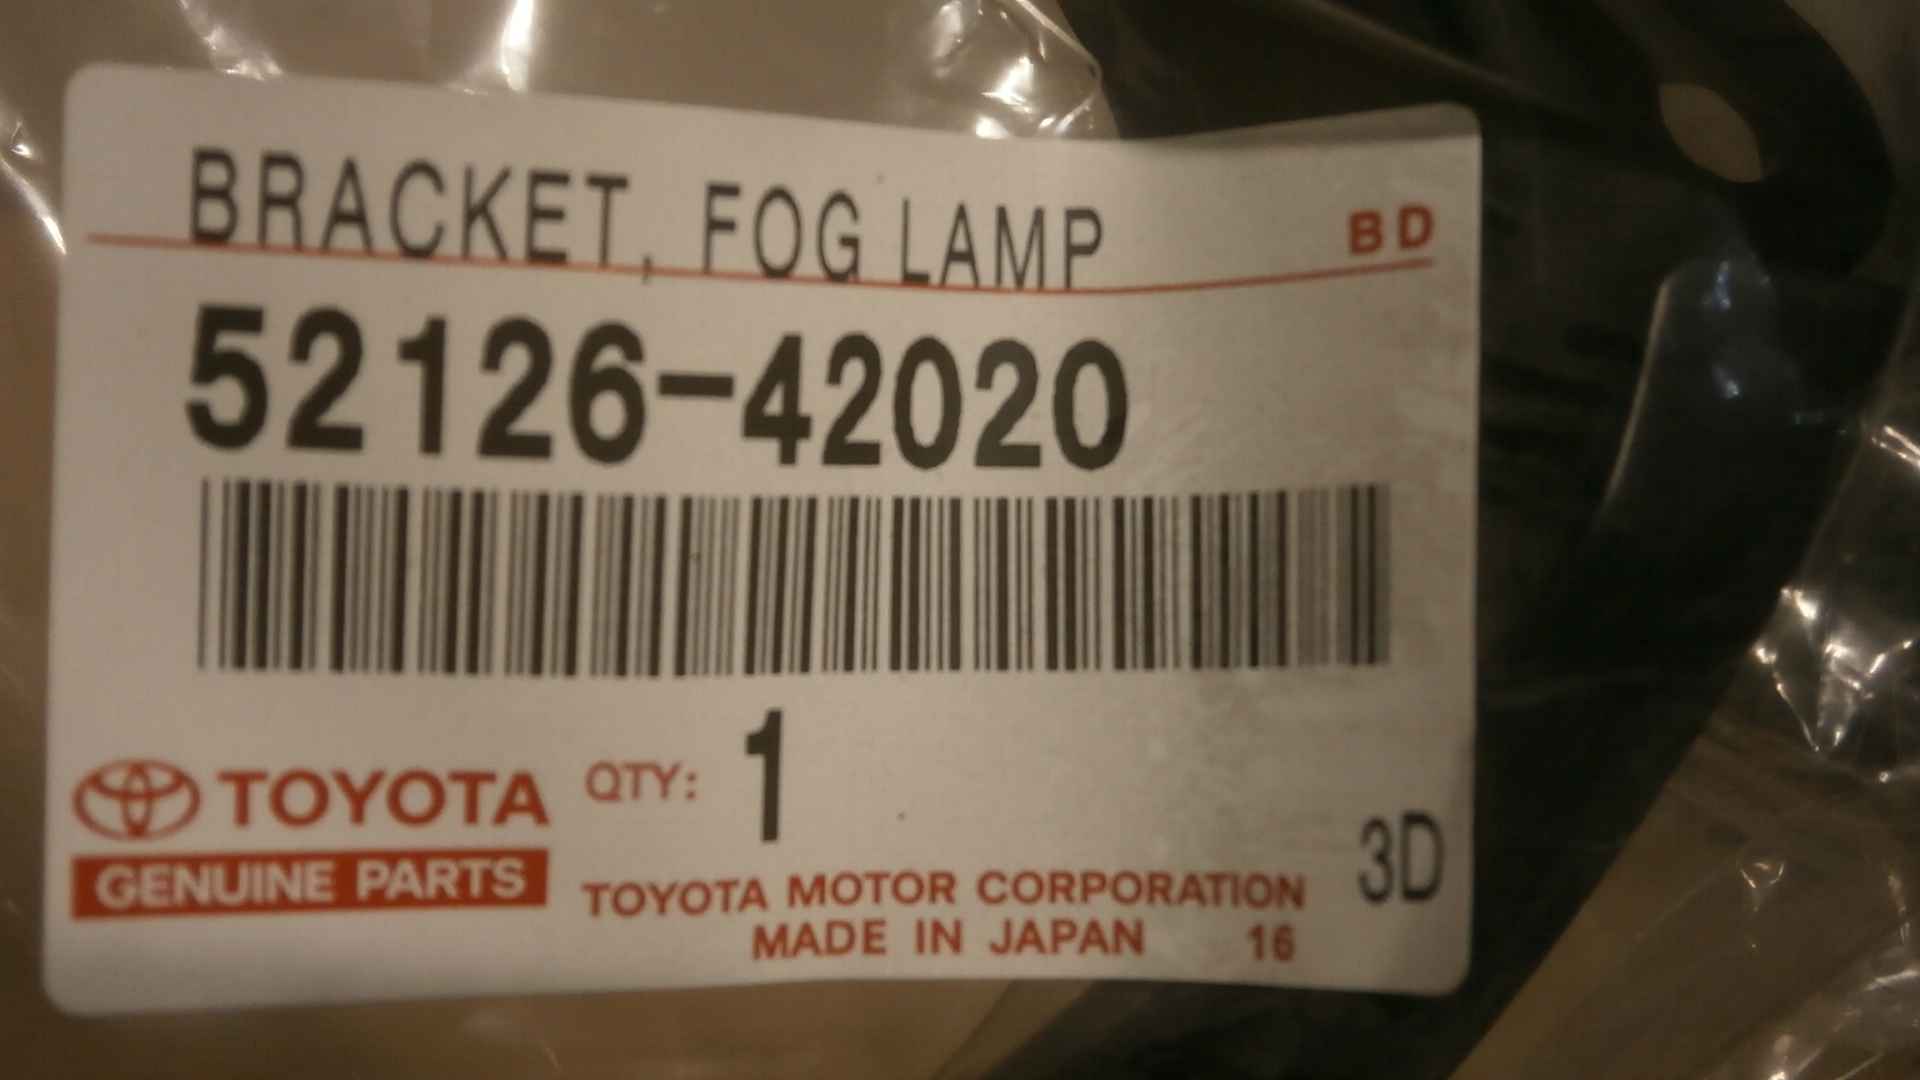 BRACKET, FOG LAMP BD
52126-42020
1
TOYOTA QTY:
GENUINE PARTS
3D
TOYOTA MOTOR CORPORATION
MADE IN JAPAN 16